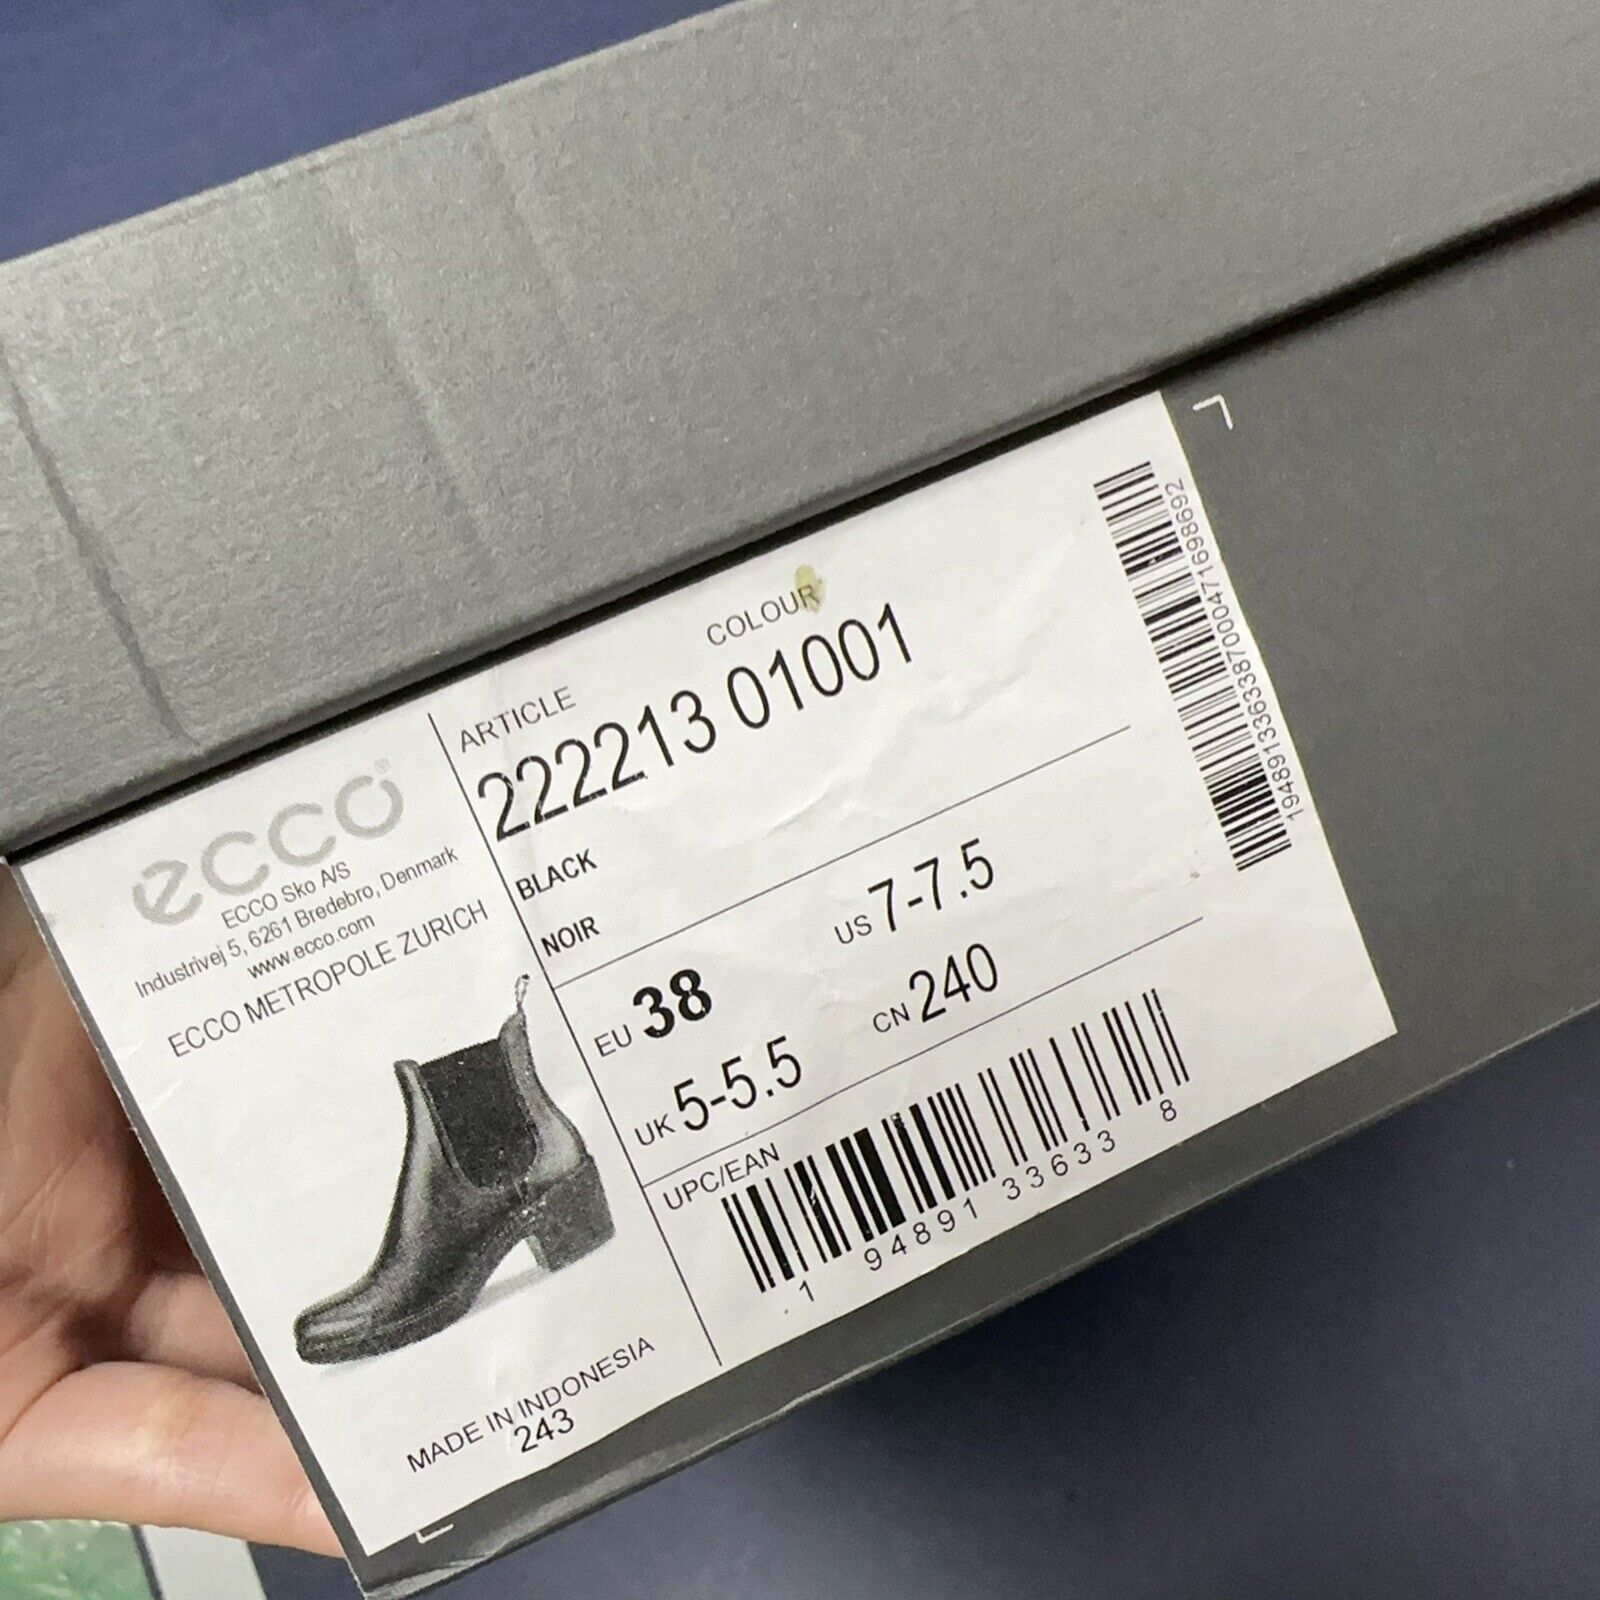 ecco®
ECCO Sko A/S
Industrivej 5, 6261 Bredebro, Denmark
www.ecco.com
ECCO METROPOLE ZURICH
MADE IN INDONESIA
243
ARTICLE COLOUR
222213 01001
BLACK
NOIR
EU 38 US 7-7.5
UK 5-5.5 CN 240
UPC/EAN
1 94891 33633 8
19489133633870000471698692